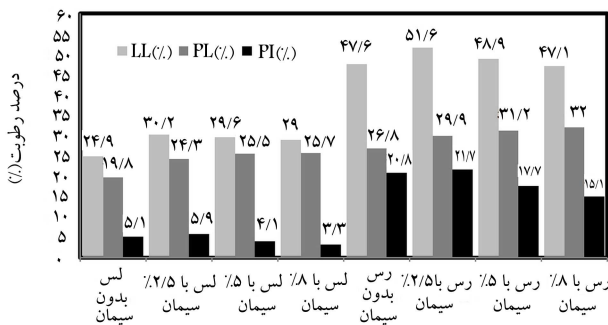 درصد رطوبت(٪)
۶۰
۵۵
۵۰
۴۵
۴۰
۳۵
۳۰
۲۵
۲۰
۱۵
۱۰
۵
۰
LL(٪) PL(٪) PI(٪)
۲۴/۹ ۱۹/۸ ۵/۱
۳۰/۲ ۲۴/۳ ۵/۹
۲۹/۶ ۲۵/۵ ۴/۱
۲۹ ۲۵/۷ ۳/۳
۴۷/۶ ۲۶/۸ ۲۰/۸
۵۱/۶ ۲۹/۹ ۲۱/۷
۴۸/۹ ۳۱/۲ ۱۷/۷
۴۷/۱ ۳۲ ۱۵/۱
لس
بدون
سیمان
لس با ۲/۵٪
سیمان
لس با ۵٪
سیمان
لس با ۸٪
سیمان
رس
بدون
سیمان
رس با ۲/۵٪
سیمان
رس با ۵٪
سیمان
رس با ۸٪
سیمان